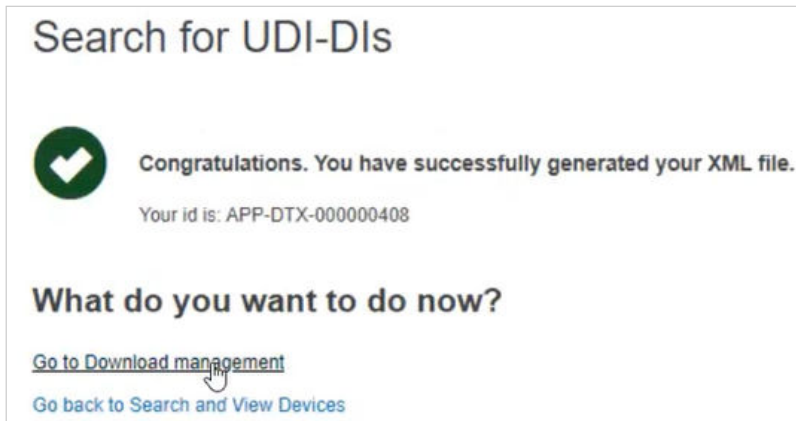 Search for UDI-DIs
Congratulations. You have successfully generated your XML file.
Your id is: APP-DTX-000000408
What do you want to do now?
Go to Download management
Go back to Search and View Devices